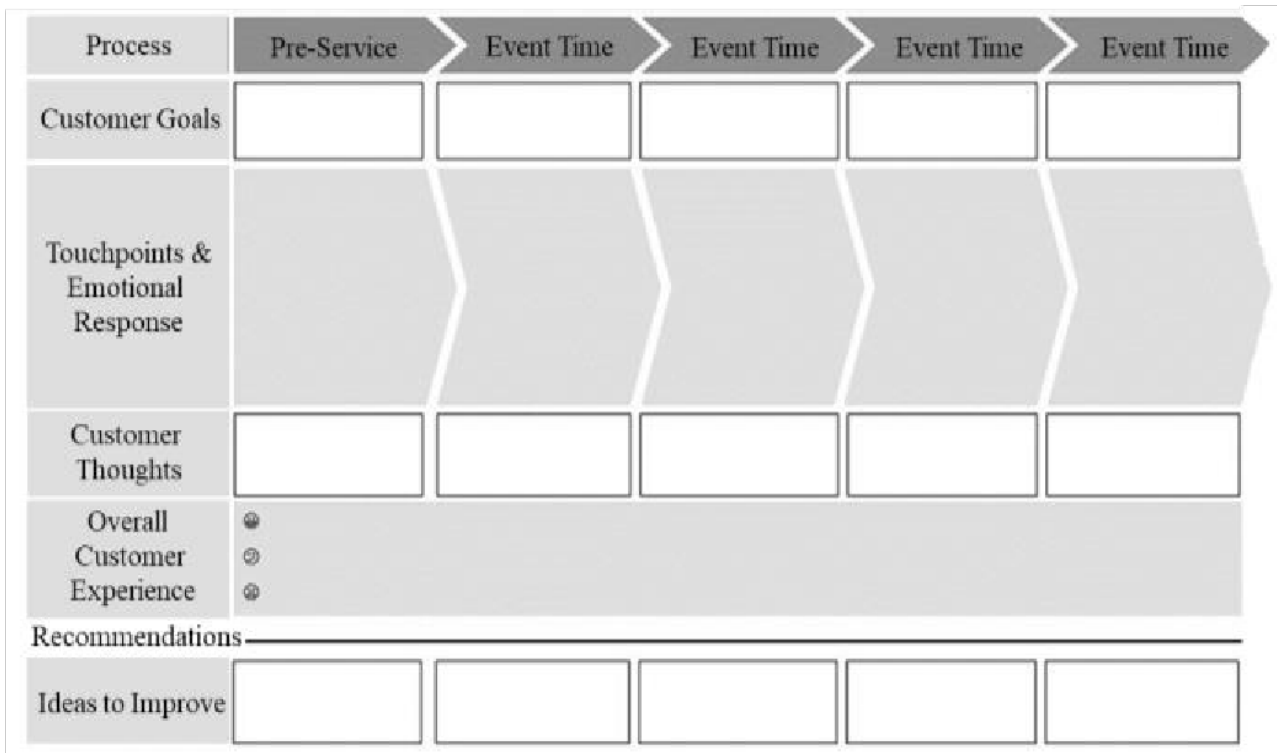 Process
Pre-Service
Event Time
Event Time
Event Time
Event Time
Customer Goals
Touchpoints &
Emotional
Response
Customer
Thoughts
Overall
Customer
Experience
Recommendations
Ideas to Improve